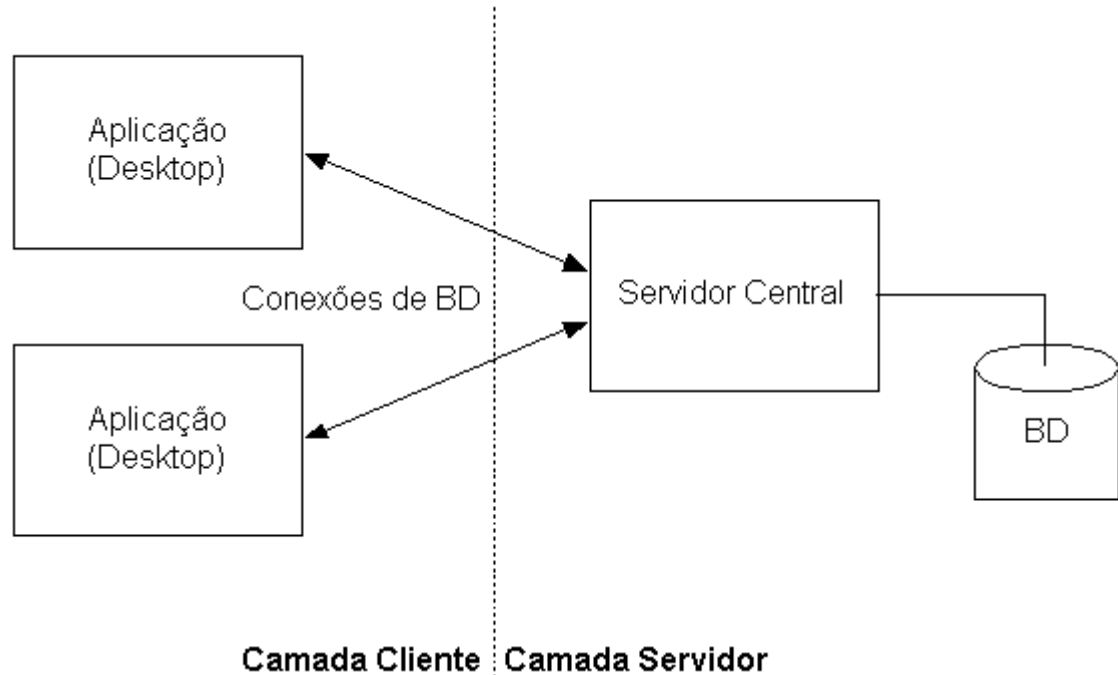 Aplicação
(Desktop)
Conexões de BD
Servidor Central
Aplicação
(Desktop)
BD
Camada Cliente
Camada Servidor